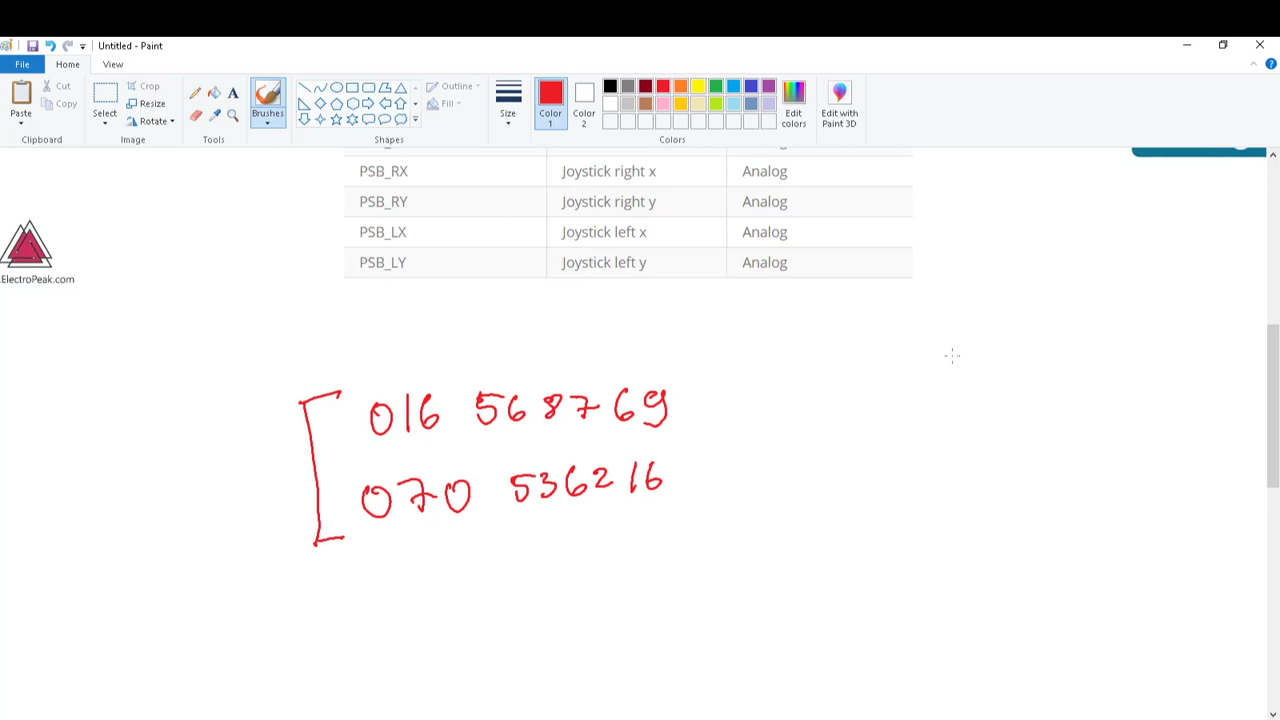 Untitled - Paint
File Home View
Paste
Cut
Copy
Clipboard
Select
Crop
Resize
Rotate
Image
Tools
Brushes
Outline
Fill
Shapes
Size
Color 1
Color 2
Edit colors
Edit with Paint 3D
Colors
PSB_RX Joystick right x Analog
PSB_RY Joystick right y Analog
PSB_LX Joystick left x Analog
PSB_LY Joystick left y Analog
ElectroPeak.com
016 568769
070 536216